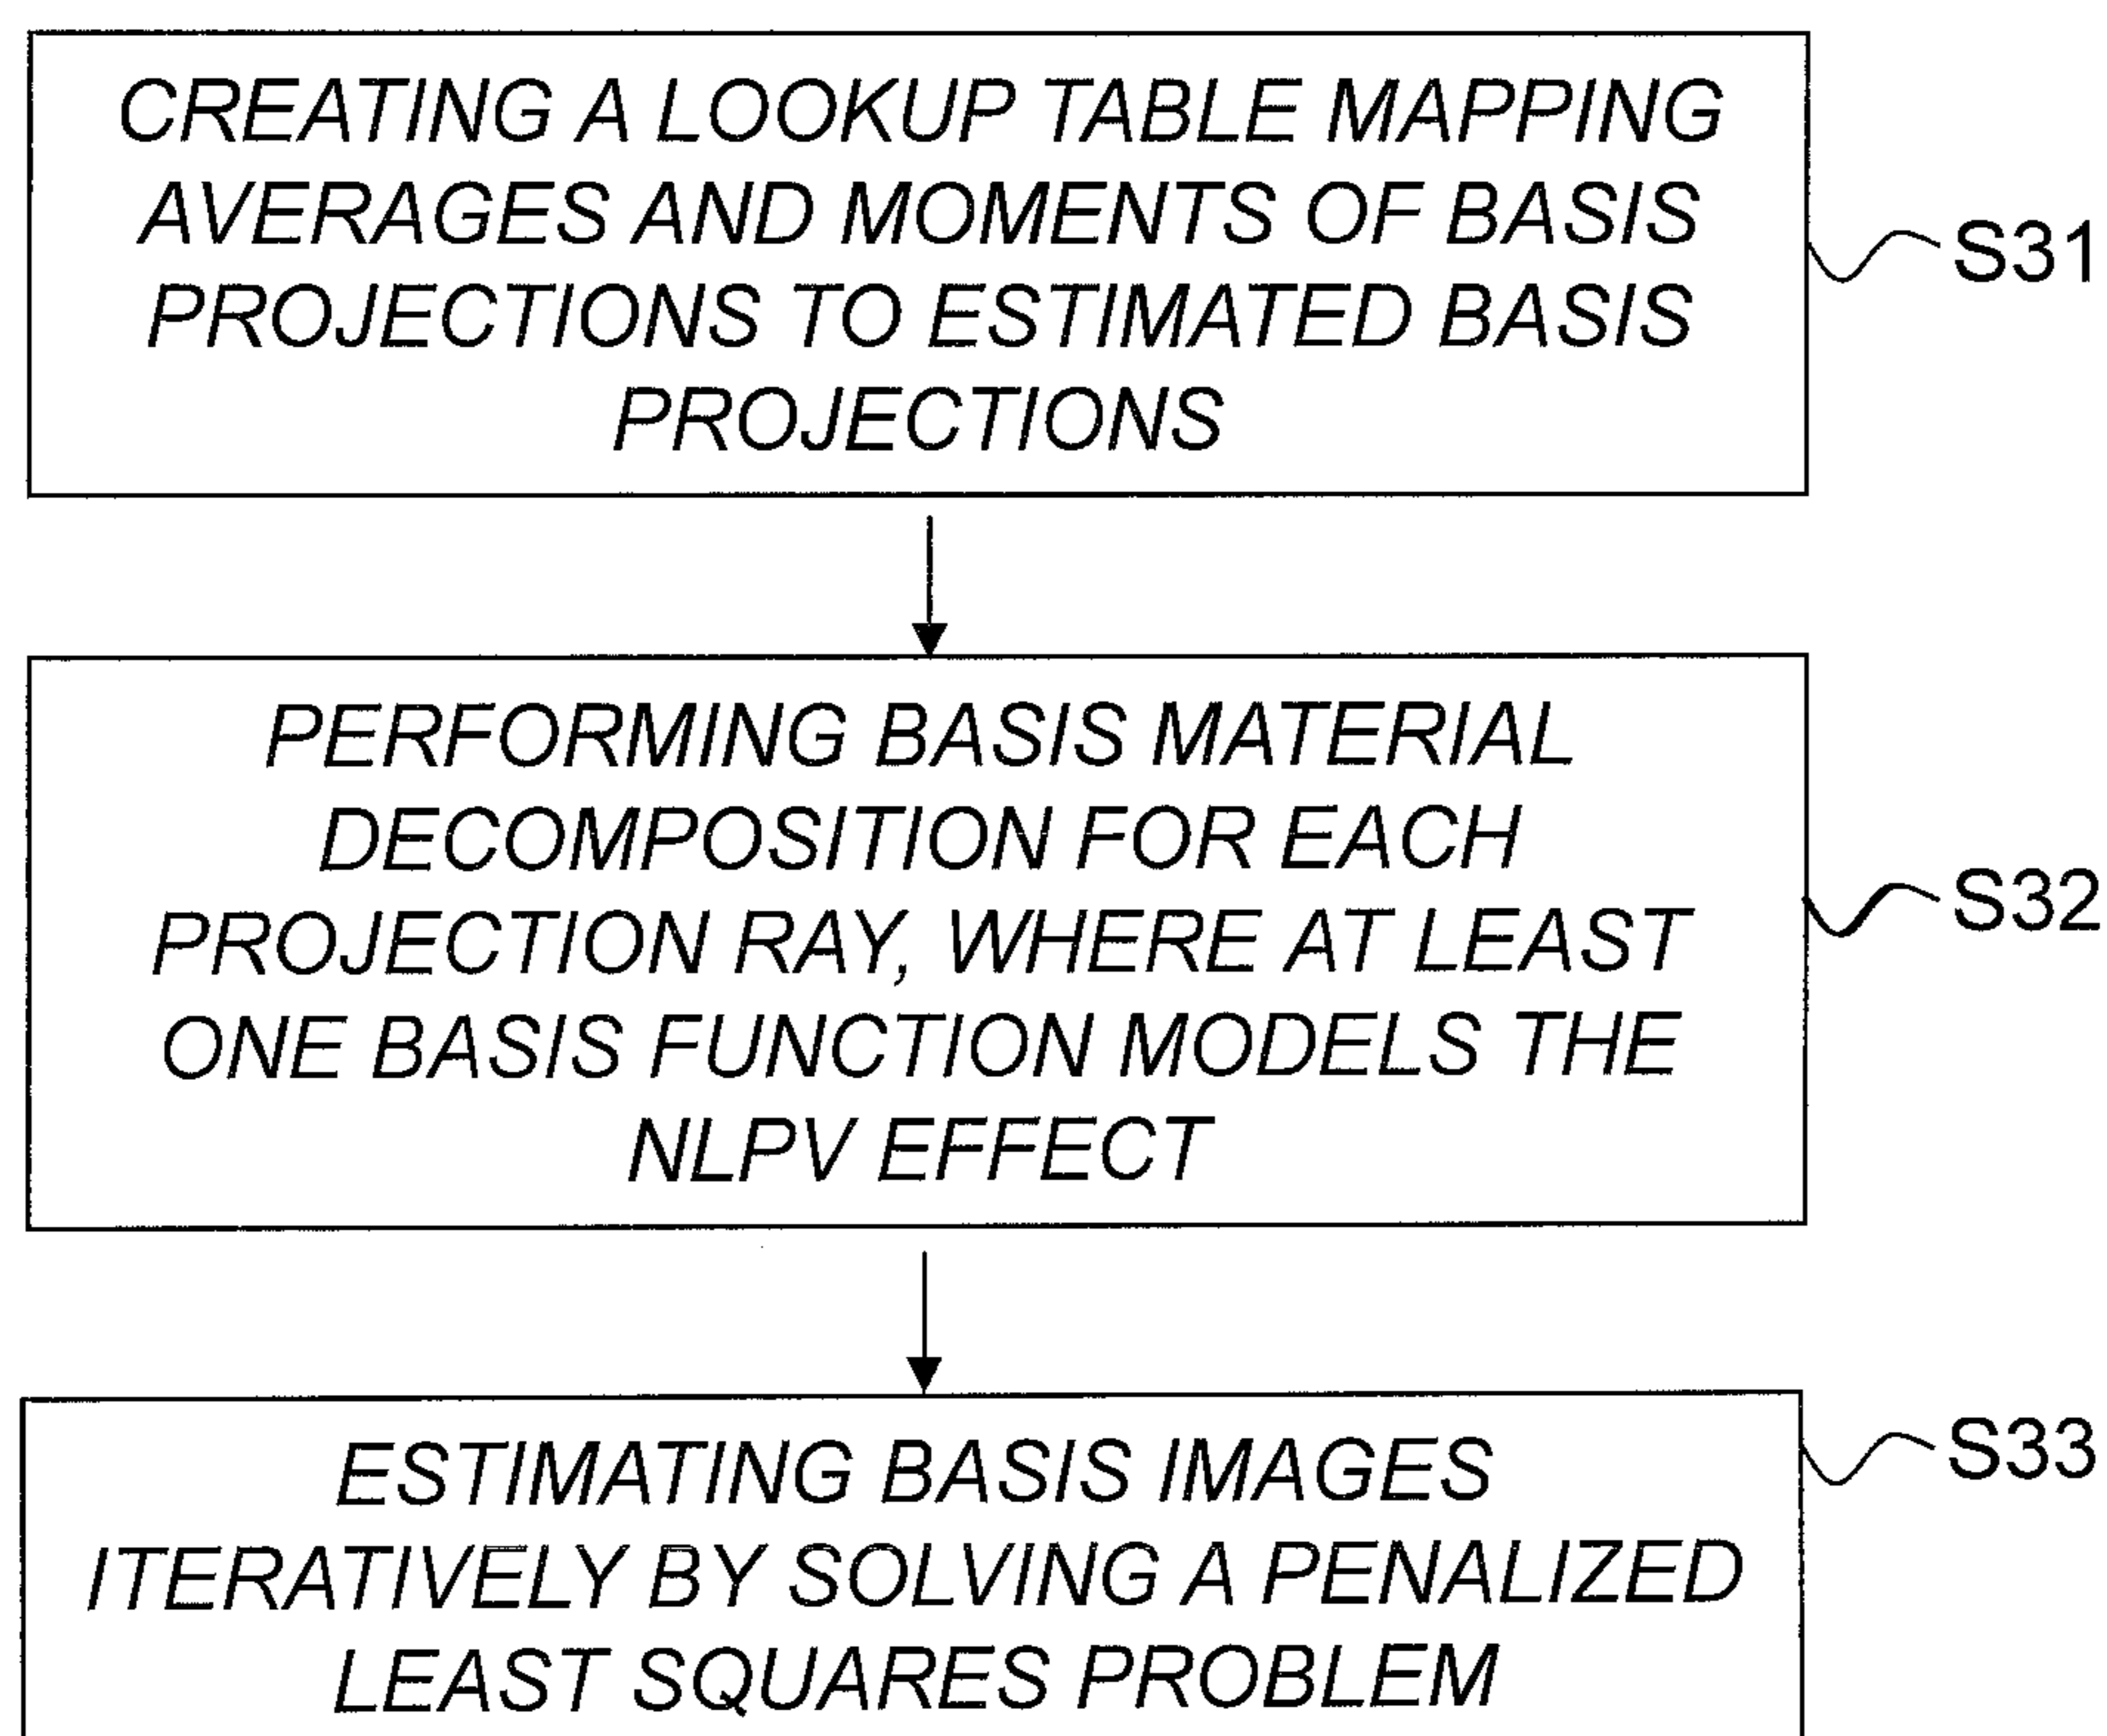 CREATING A LOOKUP TABLE MAPPING
AVERAGES AND MOMENTS OF BASIS
PROJECTIONS TO ESTIMATED BASIS
PROJECTIONS
S31
PERFORMING BASIS MATERIAL
DECOMPOSITION FOR EACH
PROJECTION RAY, WHERE AT LEAST
ONE BASIS FUNCTION MODELS THE
NLPV EFFECT
S32
ESTIMATING BASIS IMAGES
ITERATIVELY BY SOLVING A PENALIZED
LEAST SQUARES PROBLEM
S33